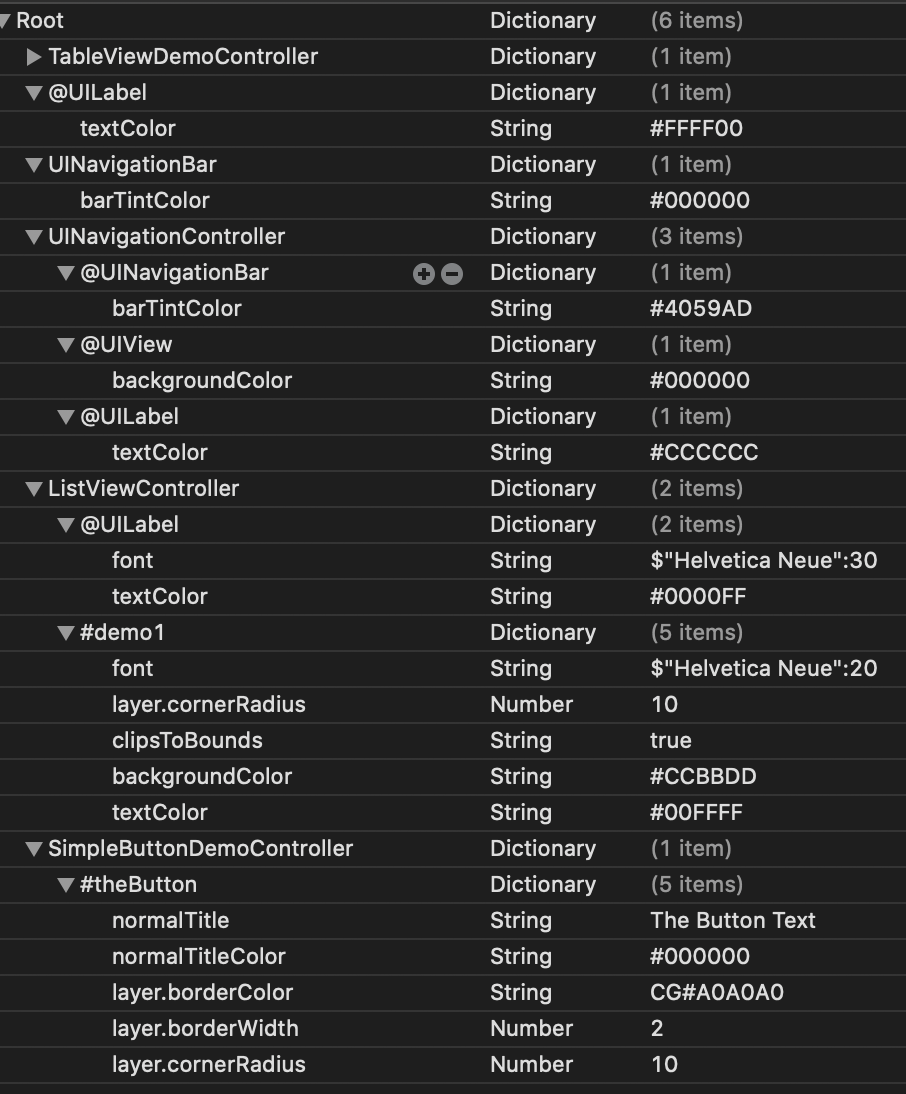 Root Dictionary (6 items)
TableViewDemoController Dictionary (1 item)
@UILabel Dictionary (1 item)
textColor String #FFFF00
UINavigationBar Dictionary (1 item)
barTintColor String #000000
UINavigationController Dictionary (3 items)
@UINavigationBar Dictionary (1 item)
barTintColor String #4059AD
@UIView Dictionary (1 item)
backgroundColor String #000000
@UILabel Dictionary (1 item)
textColor String #CCCCCC
ListViewController Dictionary (2 items)
@UILabel Dictionary (2 items)
font String $"Helvetica Neue":30
textColor String #0000FF
#demo1 Dictionary (5 items)
font String $"Helvetica Neue":20
layer.cornerRadius Number 10
clipsToBounds String true
backgroundColor String #CCBBDD
textColor String #00FFFF
SimpleButtonDemoController Dictionary (1 item)
#theButton Dictionary (5 items)
normalTitle String The Button Text
normalTitleColor String #000000
layer.borderColor String CG#A0A0A0
layer.borderWidth Number 2
layer.cornerRadius Number 10